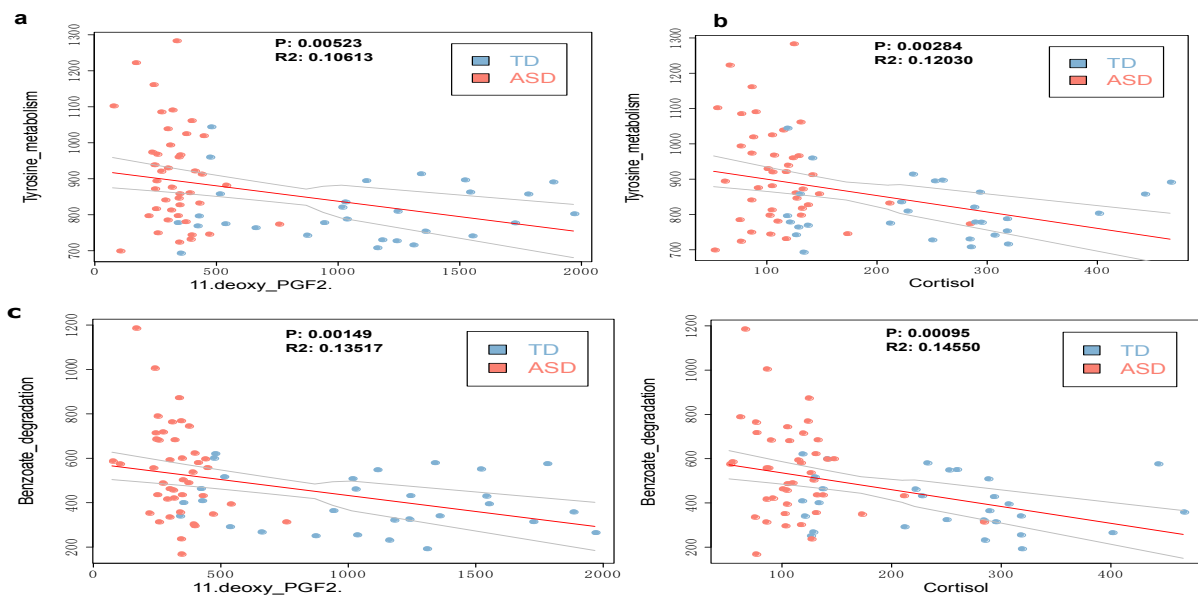 a
P: 0.00523
R2: 0.10613
TD
ASD
Tyrosine_metabolism
700 800 900 1000 1100 1200 1300
0 500 1000 1500 2000
11.deoxy_PGF2.
b
P: 0.00284
R2: 0.12030
TD
ASD
Tyrosine_metabolism
700 800 900 1000 1100 1200 1300
100 200 300 400
Cortisol
c
P: 0.00149
R2: 0.13517
TD
ASD
Benzoate_degradation
200 400 600 800 1000 1200
0 500 1000 1500 2000
11.deoxy_PGF2.
P: 0.00095
R2: 0.14550
TD
ASD
Benzoate_degradation
200 400 600 800 1000 1200
100 200 300 400
Cortisol